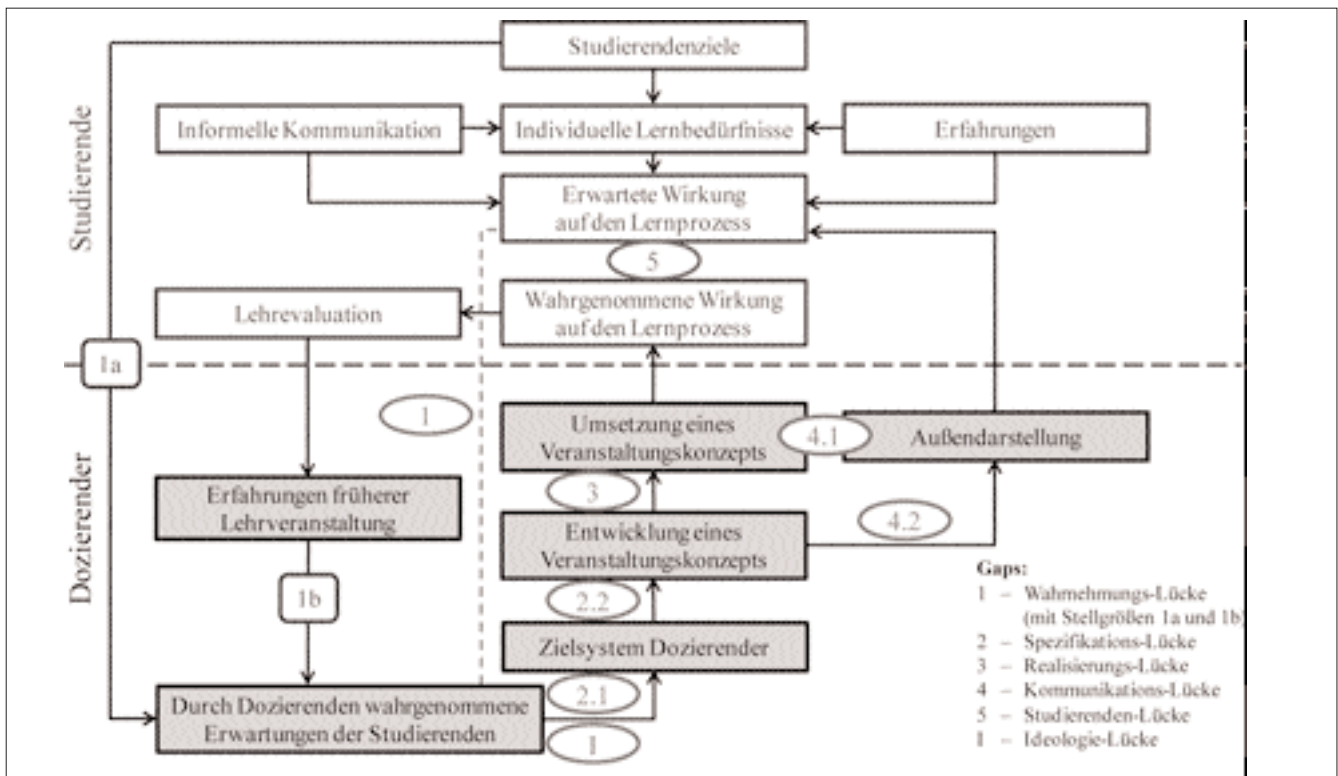 Studierendenziele
Studierende
Informelle Kommunikation
Individuelle Lernbedürfnisse
Erfahrungen
Erwartete Wirkung
auf den Lernprozess
5
Lehrevaluation
Wahrgenommene Wirkung
auf den Lernprozess
1a
Dozierender
1
Umsetzung eines
Veranstaltungskonzepts
4.1
Außendarstellung
Erfahrungen früherer
Lehrveranstaltung
3
Entwicklung eines
Veranstaltungskonzepts
4.2
1b
2.2
Zielsystem Dozierender
Durch Dozierenden wahrgenommene
Erwartungen der Studierenden
2.1
I
Gaps:
1 – Wahrnehmungs-Lücke
(mit Stellgrößen 1a und 1b)
2 – Spezifikations-Lücke
3 – Realisierungs-Lücke
4 – Kommunikations-Lücke
5 – Studierenden-Lücke
I – Ideologie-Lücke